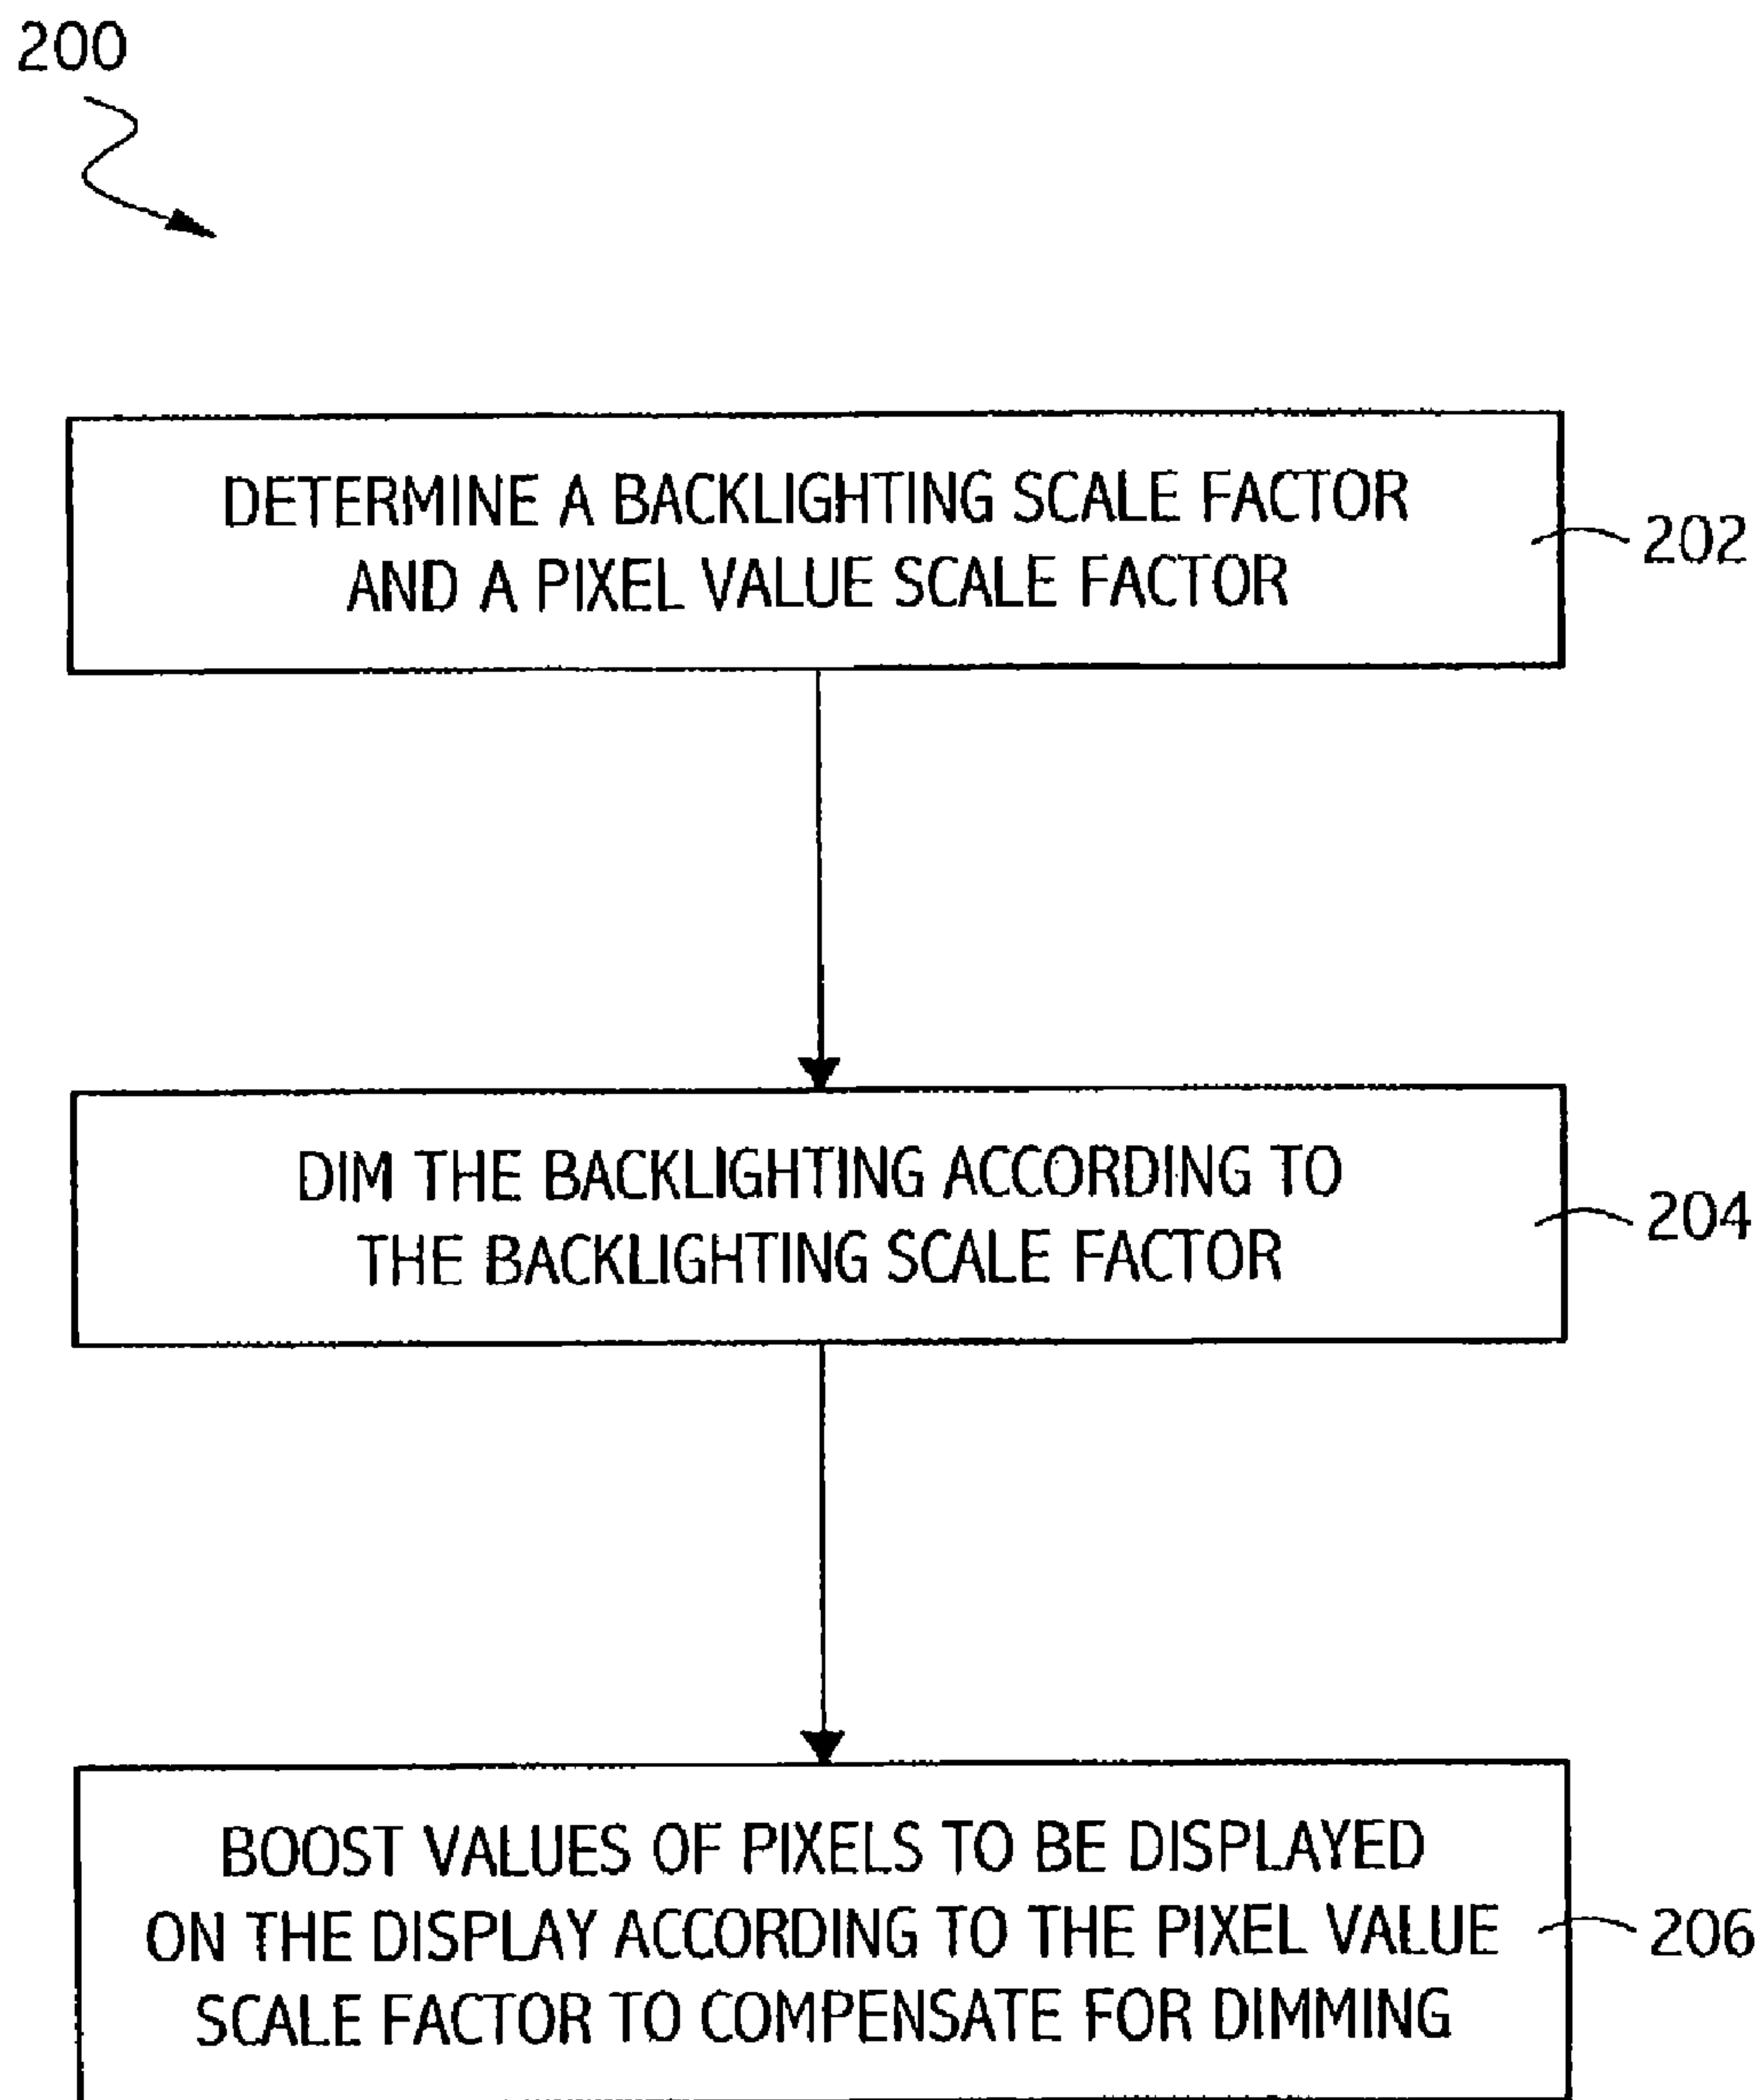 200
DETERMINE A BACKLIGHTING SCALE FACTOR
AND A PIXEL VALUE SCALE FACTOR
202
DIM THE BACKLIGHTING ACCORDING TO
THE BACKLIGHTING SCALE FACTOR
204
BOOST VALUES OF PIXELS TO BE DISPLAYED
ON THE DISPLAY ACCORDING TO THE PIXEL VALUE
SCALE FACTOR TO COMPENSATE FOR DIMMING
206